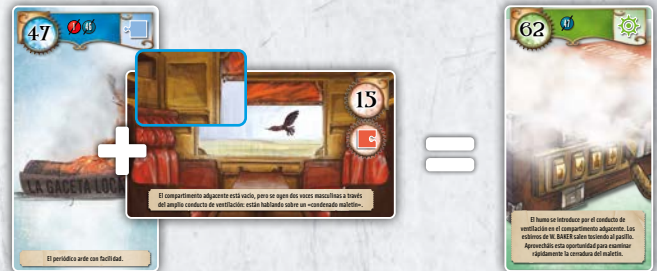 47
46
LA GACETA LOCA
El periódico arde con facilidad.
15
El compartimento adyacente está vacío, pero se oyen dos voces masculinas a través
del amplio conducto de ventilación: están hablando sobre un «condenado maletín».
62
47
El humo se introduce por el conducto de
ventilación en el compartimento adyacente. Los
esbirros de W. BAKER salen tosiendo al pasillo.
Aprovecháis esta oportunidad para examinar
rápidamente la cerradura del maletín.